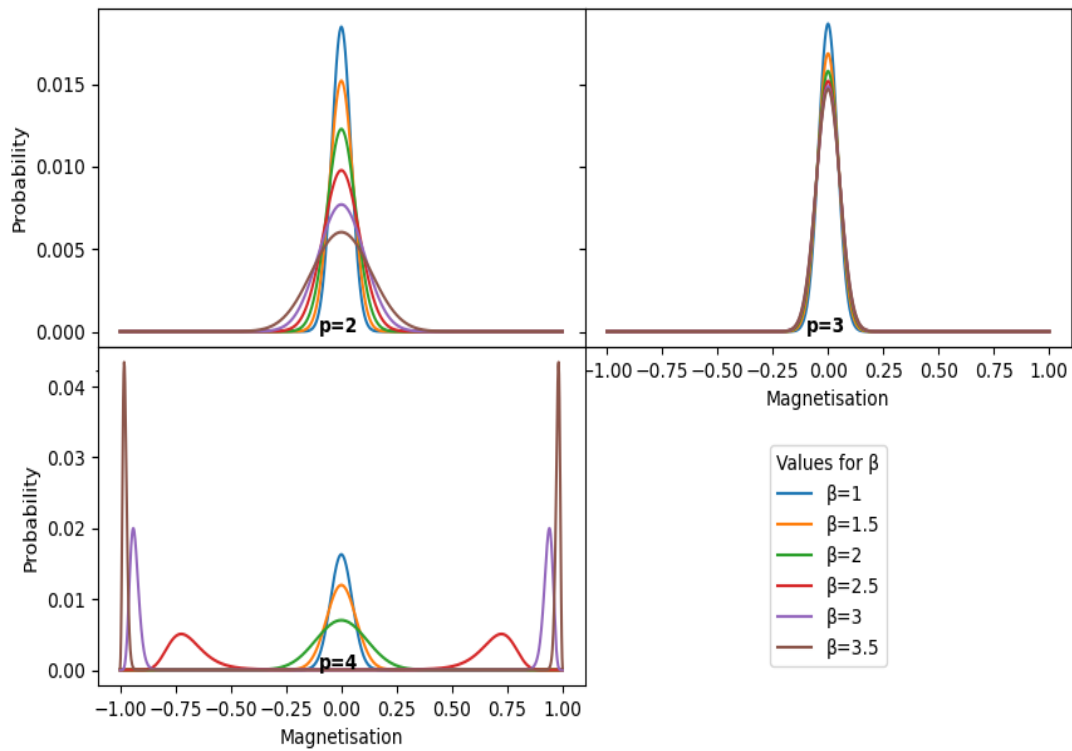 Probability
0.015
0.010
0.005
0.000
p=2
p=3
−1.00 −0.75 −0.50 −0.25 0.00 0.25 0.50 0.75 1.00
Magnetisation
Probability
0.04
0.03
0.02
0.01
0.00
p=4
−1.00 −0.75 −0.50 −0.25 0.00 0.25 0.50 0.75 1.00
Magnetisation
Values for β
β=1
β=1.5
β=2
β=2.5
β=3
β=3.5